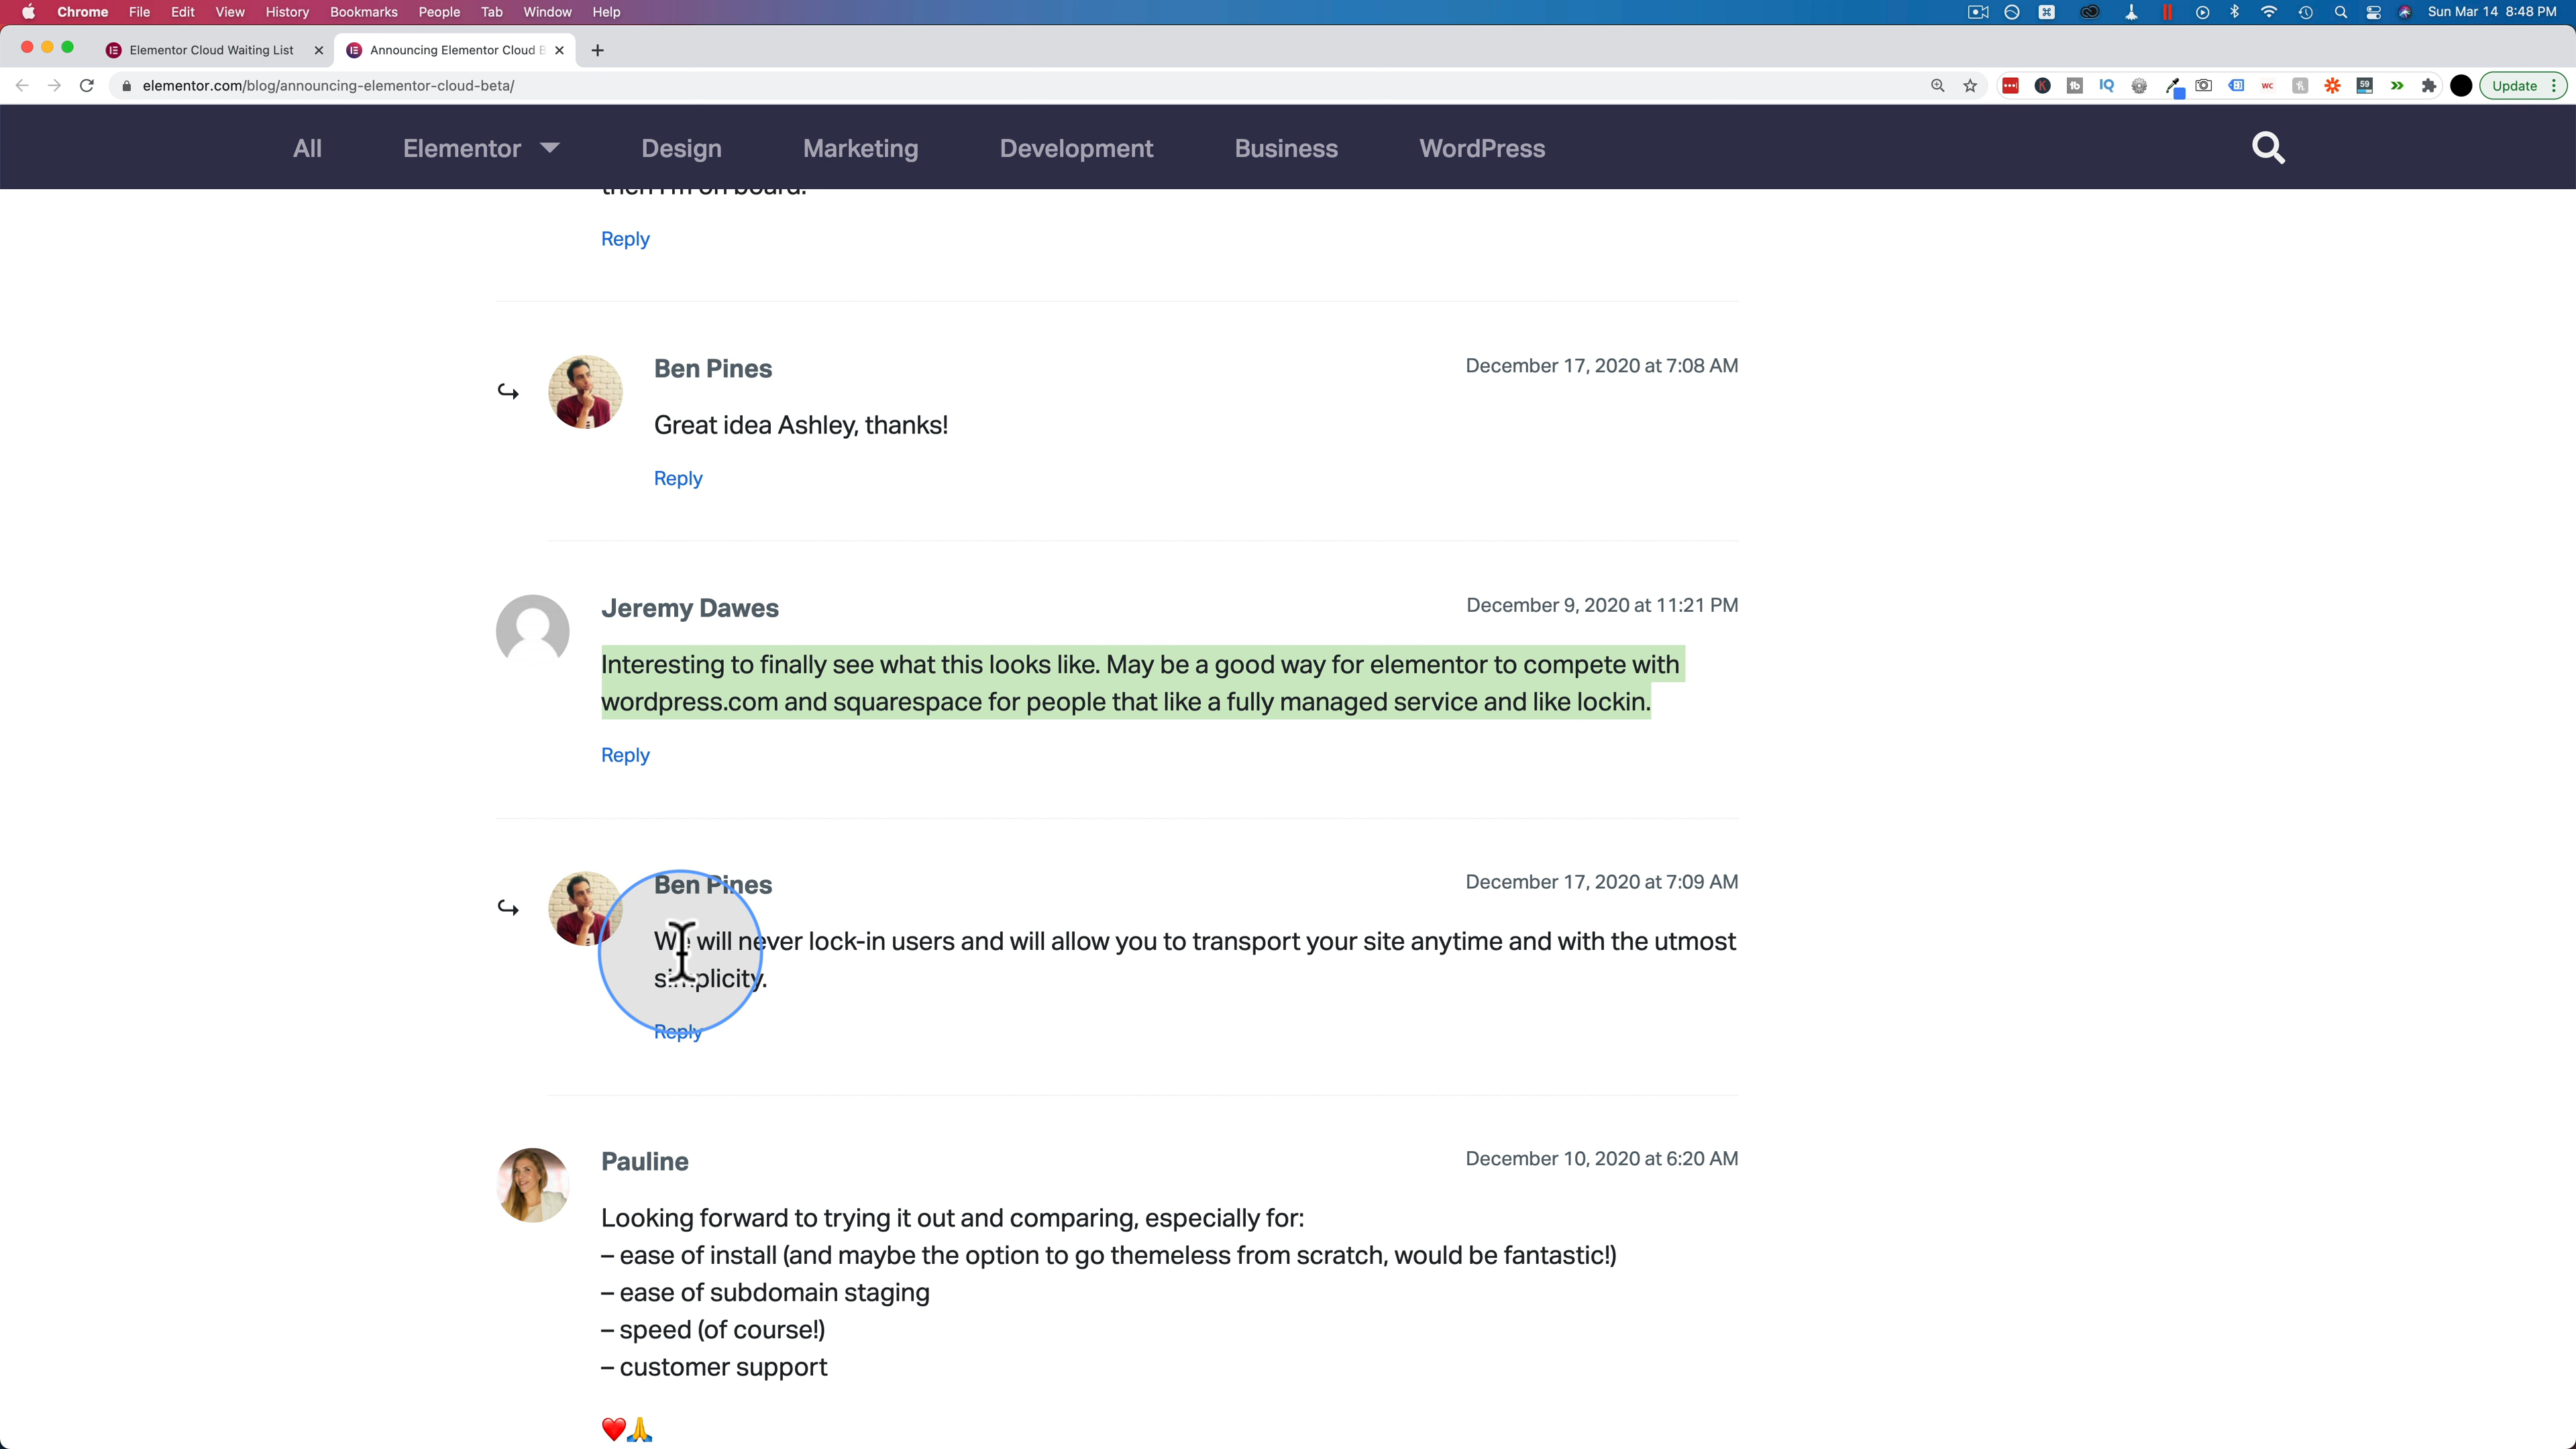 Chrome File Edit View History Bookmarks People Tab Window Help Sun Mar 14 8:48 PM
Elementor Cloud Waiting List Announcing Elementor Cloud B
elementor.com/blog/announcing-elementor-cloud-beta/ Update
All Elementor Design Marketing Development Business WordPress
then I'm on board.
Reply
Ben Pines December 17, 2020 at 7:08 AM
Great idea Ashley, thanks!
Reply
Jeremy Dawes December 9, 2020 at 11:21 PM
Interesting to finally see what this looks like. May be a good way for elementor to compete with
wordpress.com and squarespace for people that like a fully managed service and like lockin.
Reply
Ben Pines December 17, 2020 at 7:09 AM
We will never lock-in users and will allow you to transport your site anytime and with the utmost
simplicity.
Reply
Pauline December 10, 2020 at 6:20 AM
Looking forward to trying it out and comparing, especially for:
– ease of install (and maybe the option to go themeless from scratch, would be fantastic!)
– ease of subdomain staging
– speed (of course!)
– customer support
❤️🙏